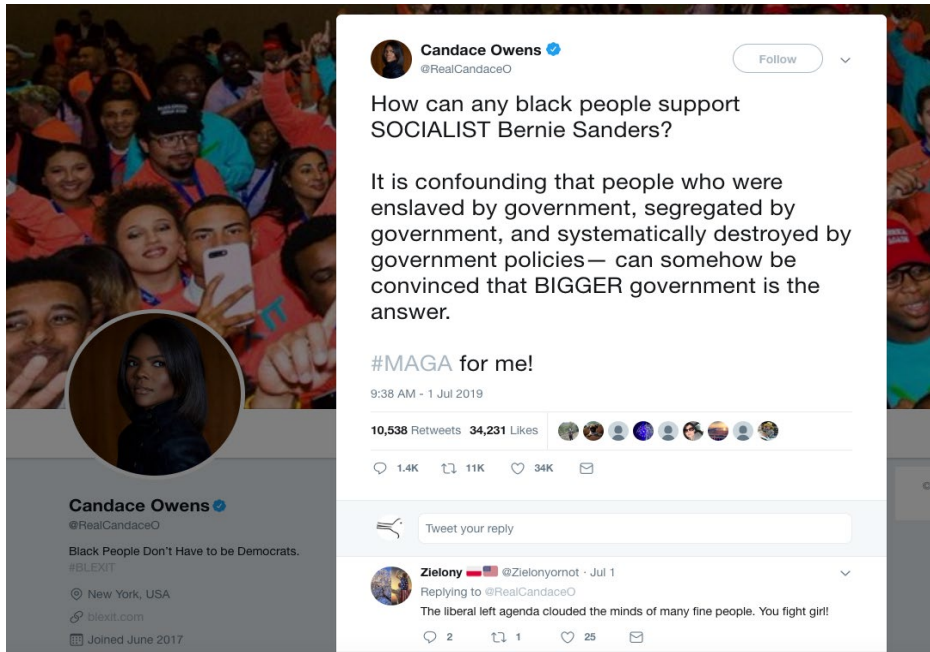 Candace Owens
@RealCandaceO
Follow
How can any black people support
SOCIALIST Bernie Sanders?
It is confounding that people who were
enslaved by government, segregated by
government, and systematically destroyed by
government policies— can somehow be
convinced that BIGGER government is the
answer.
#MAGA for me!
9:38 AM - 1 Jul 2019
10,538 Retweets 34,231 Likes
1.4K 11K 34K
Tweet your reply
Zielony @Zielonyornot · Jul 1
Replying to @RealCandaceO
The liberal left agenda clouded the minds of many fine people. You fight girl!
2 1 25
Candace Owens
@RealCandaceO
Black People Don't Have to be Democrats.
#BLEXIT
New York, USA
blexit.com
Joined June 2017